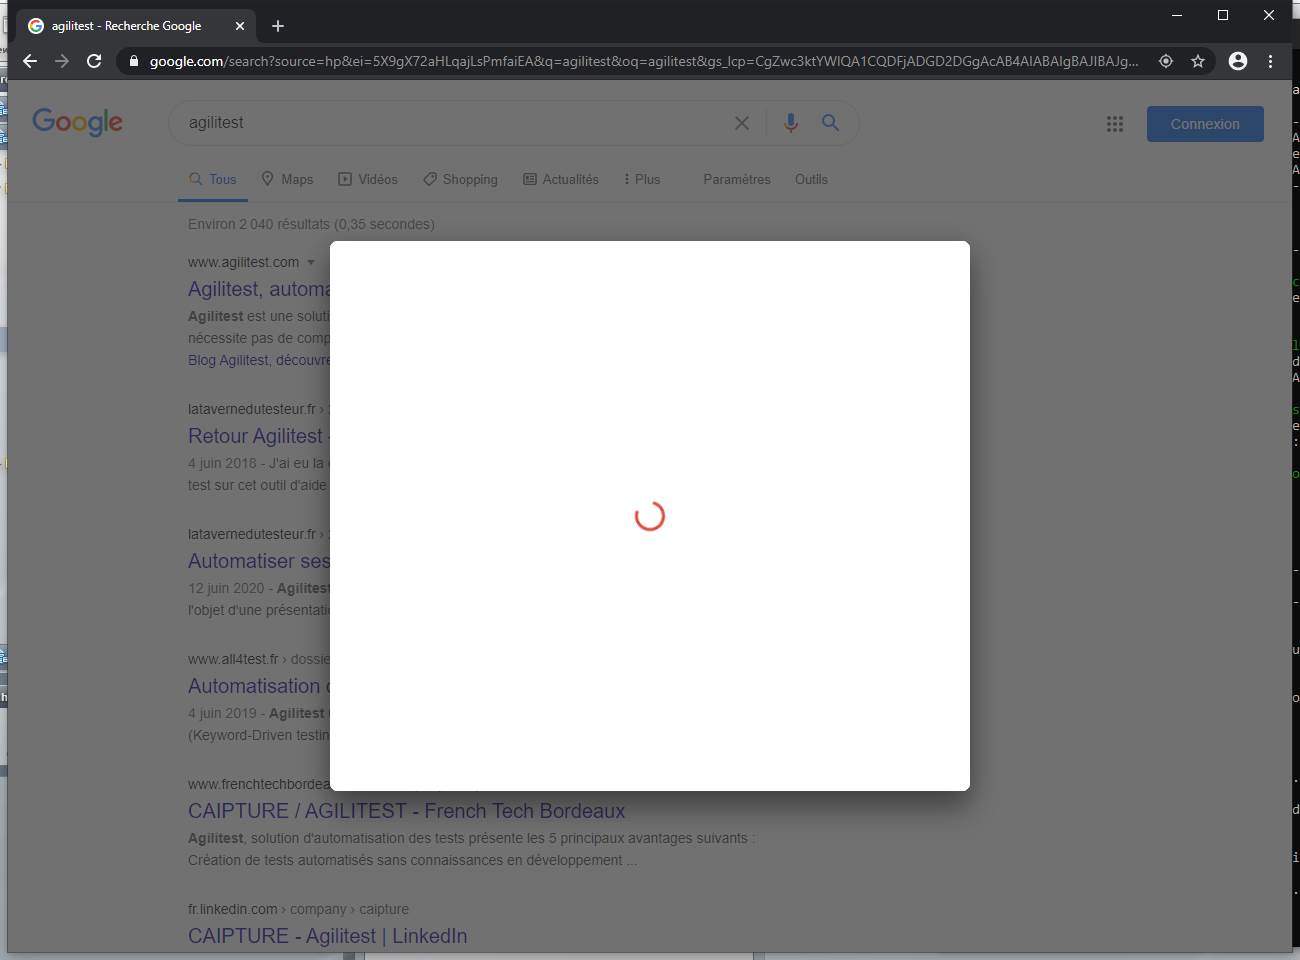 agilitest - Recherche Google
google.com/search?source=hp&ei=5X9gX72aHLqajLsPmfaiEA&q=agilitest&oq=agilitest&gs_lcp=CgZwc3ktYWIQA1CQDFjADGD2DGgAcAB4AIABAIgBAJIBAJg...
Google
agilitest
Connexion
Tous Maps Vidéos Shopping Actualités Plus Paramètres Outils
Environ 2 040 résultats (0,35 secondes)
www.agilitest.com
Agilitest, automa
Agilitest est une soluti
nécessite pas de comp
Blog Agilitest, découvre
latavernedutesteur.fr ›
Retour Agilitest -
4 juin 2018 - J'ai eu la
test sur cet outil d'aide
latavernedutesteur.fr ›
Automatiser ses
12 juin 2020 - Agilitest
l'objet d'une présentati
www.all4test.fr › dossie
Automatisation
4 juin 2019 - Agilitest
(Keyword-Driven testin
www.frenchtechbordea
CAIPTURE / AGILITEST - French Tech Bordeaux
Agilitest, solution d'automatisation des tests présente les 5 principaux avantages suivants :
Création de tests automatisés sans connaissances en développement ...
fr.linkedin.com › company › caipture
CAIPTURE - Agilitest | LinkedIn